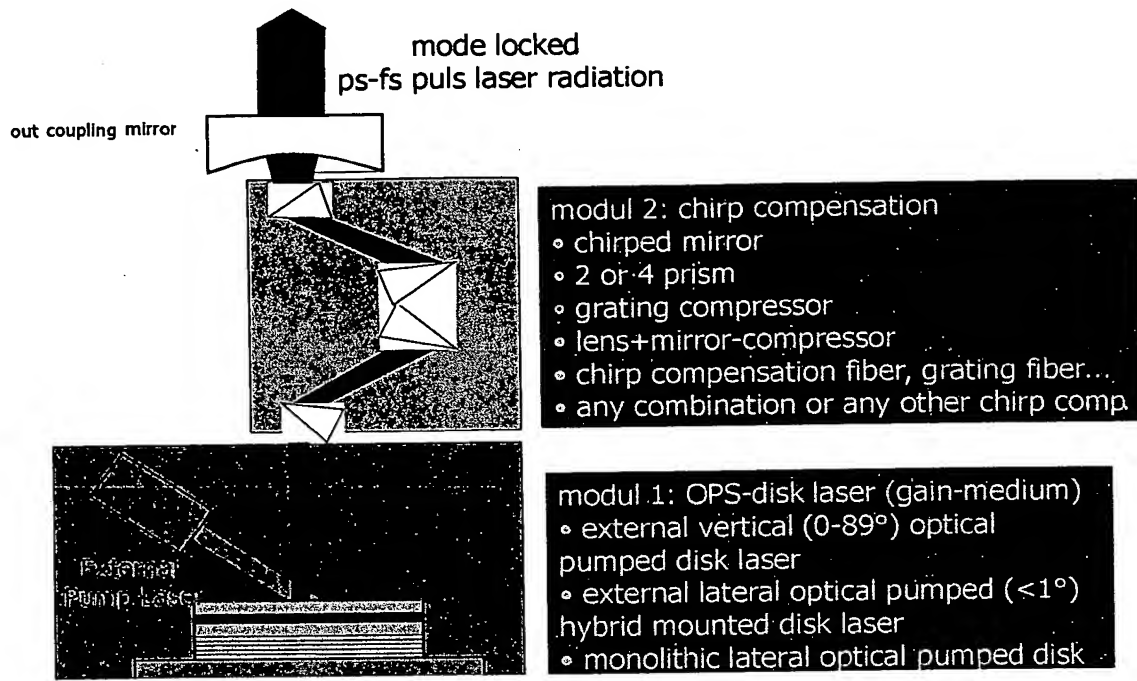 mode locked
ps-fs puls laser radiation
out coupling mirror
modul 2: chirp compensation
• chirped mirror
• 2 or 4 prism
• grating compressor
• lens+mirror-compressor
• chirp compensation fiber, grating fiber...
• any combination or any other chirp comp.
External
Pump Laser
modul 1: OPS-disk laser (gain-medium)
• external vertical (0-89°) optical
pumped disk laser
• external lateral optical pumped (<1°)
hybrid mounted disk laser
• monolithic lateral optical pumped disk